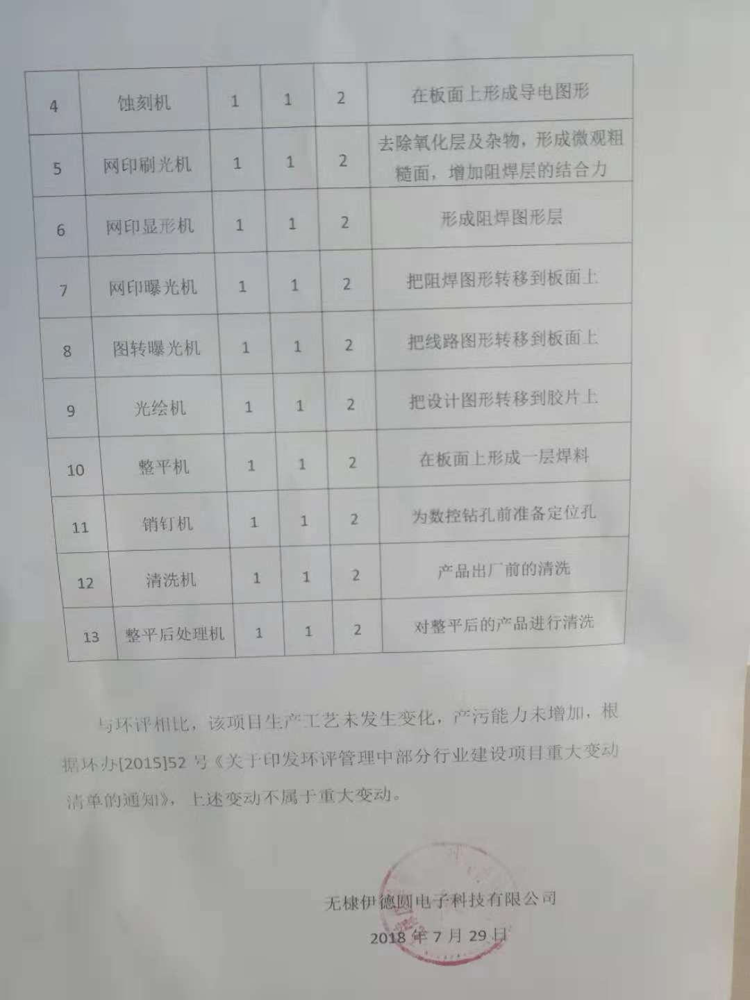 4 蚀刻机 1 1 2 在板面上形成导电图形
5 网印刷光机 1 1 2 去除氧化层及杂物，形成微观粗
糙面，增加阻焊层的结合力
6 网印显形机 1 1 2 形成阻焊图形层
7 网印曝光机 1 1 2 把阻焊图形转移到板面上
8 图转曝光机 1 1 2 把线路图形转移到板面上
9 光绘机 1 1 2 把设计图形转移到胶片上
10 整平机 1 1 2 在板面上形成一层焊料
11 销钉机 1 1 2 为数控钻孔前准备定位孔
12 清洗机 1 1 2 产品出厂前的清洗
13 整平后处理机 1 1 2 对整平后的产品进行清洗
与环评相比，该项目生产工艺未发生变化，产污能力未增加，根
据环办[2015]52 号《关于印发环评管理中部分行业建设项目重大变动
清单的通知》，上述变动不属于重大变动。
无棣伊德圆电子科技有限公司
2018 年 7 月 29 日